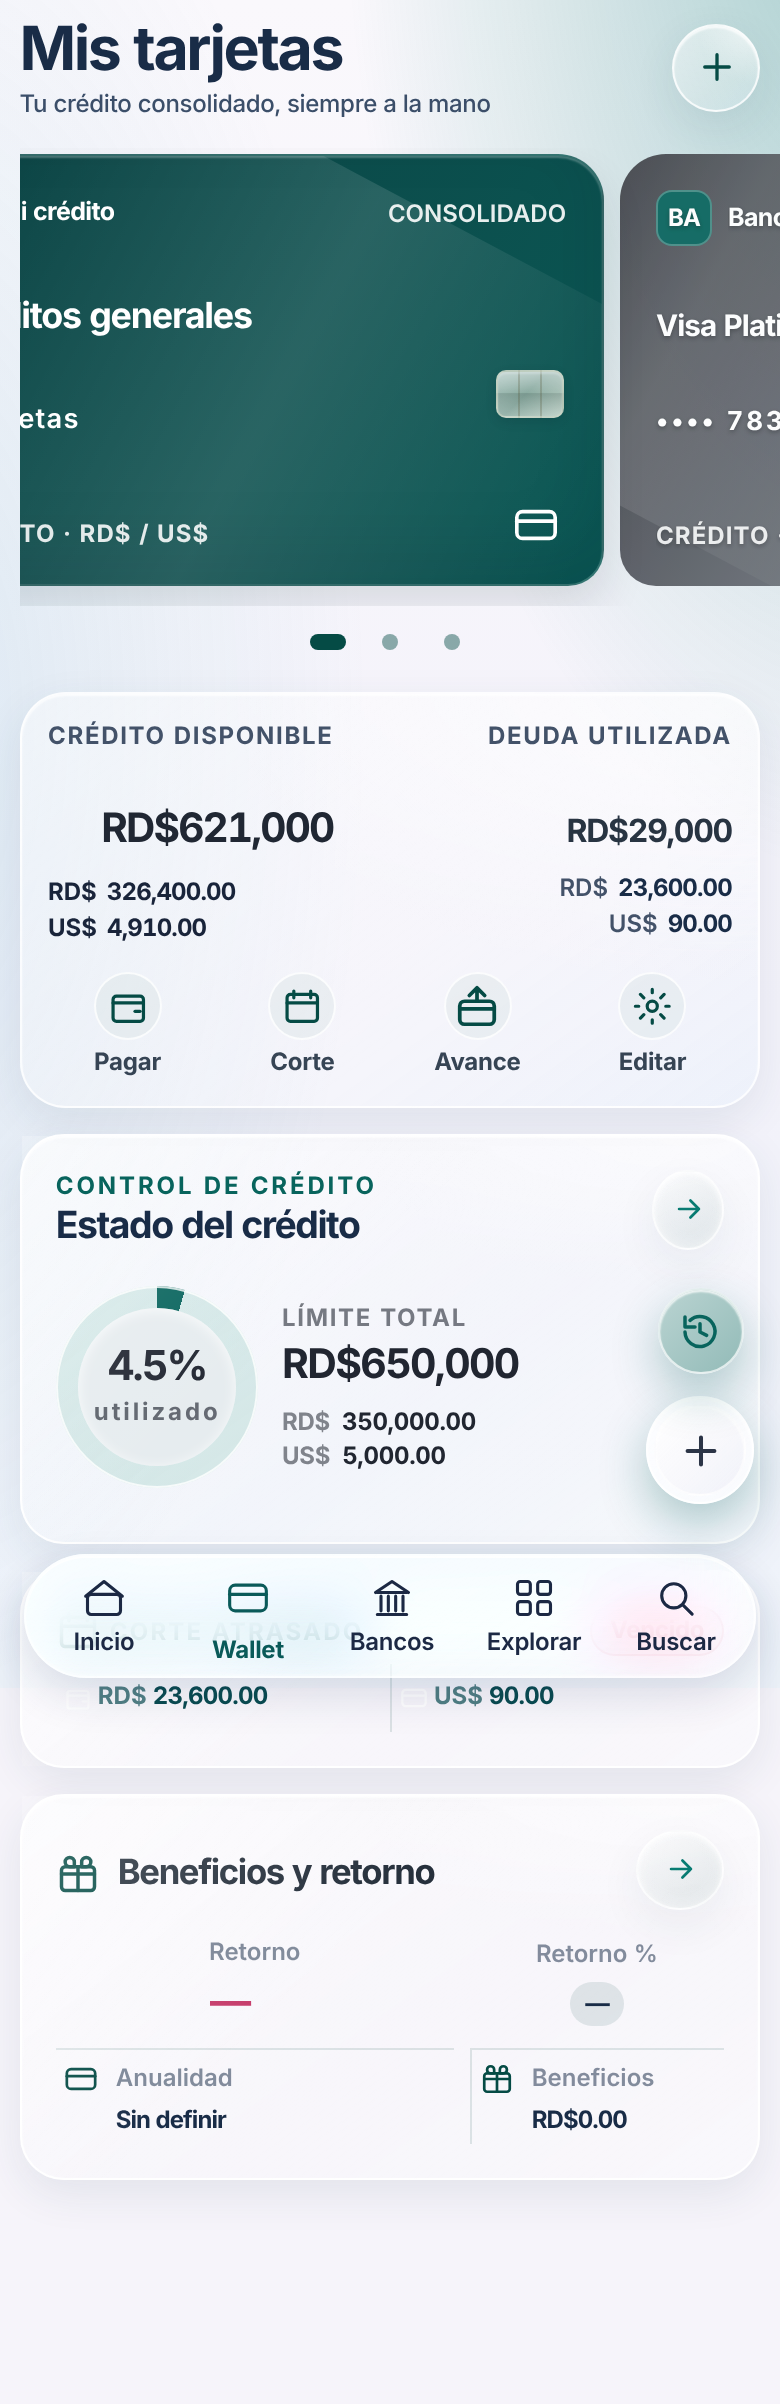 Mis tarjetas
Tu crédito consolidado, siempre a la mano
i crédito
CONSOLIDADO
itos generales
etas
TO · RD$ / US$
BA Banc
Visa Plati
•••• 783
CRÉDITO ·
CRÉDITO DISPONIBLE
DEUDA UTILIZADA
RD$621,000
RD$29,000
RD$ 326,400.00
US$ 4,910.00
RD$ 23,600.00
US$ 90.00
Pagar
Corte
Avance
Editar
CONTROL DE CRÉDITO
Estado del crédito
4.5%
utilizado
LÍMITE TOTAL
RD$650,000
RD$ 350,000.00
US$ 5,000.00
CORTE ATRASADO
Vencido
Inicio
Wallet
Bancos
Explorar
Buscar
RD$ 23,600.00
US$ 90.00
Beneficios y retorno
Retorno
—
Retorno %
—
Anualidad
Sin definir
Beneficios
RD$0.00